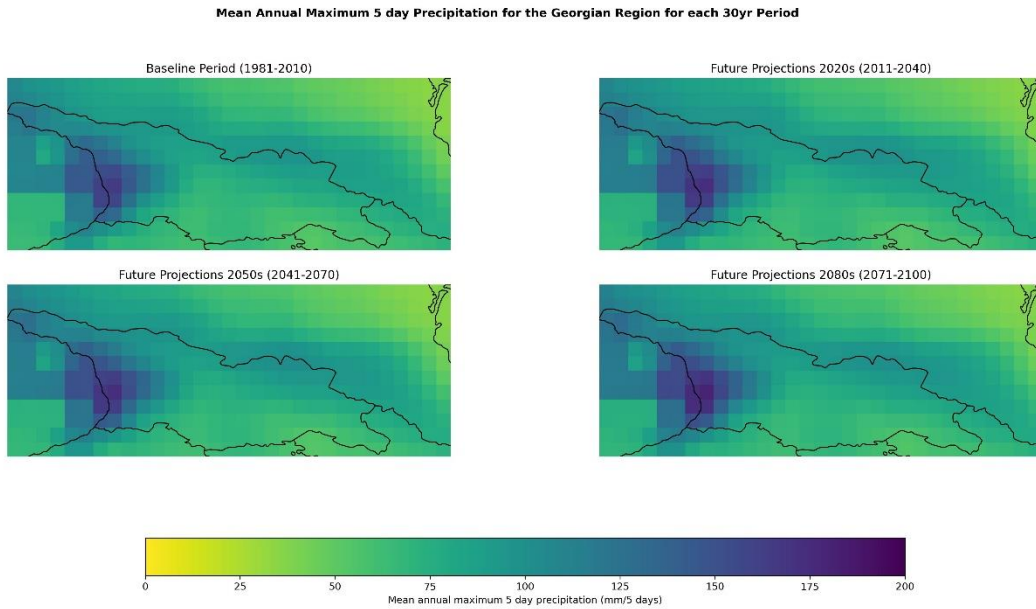 Mean Annual Maximum 5 day Precipitation for the Georgian Region for each 30yr Period
Baseline Period (1981-2010)
Future Projections 2020s (2011-2040)
Future Projections 2050s (2041-2070)
Future Projections 2080s (2071-2100)
0 25 50 75 100 125 150 175 200
Mean annual maximum 5 day precipitation (mm/5 days)